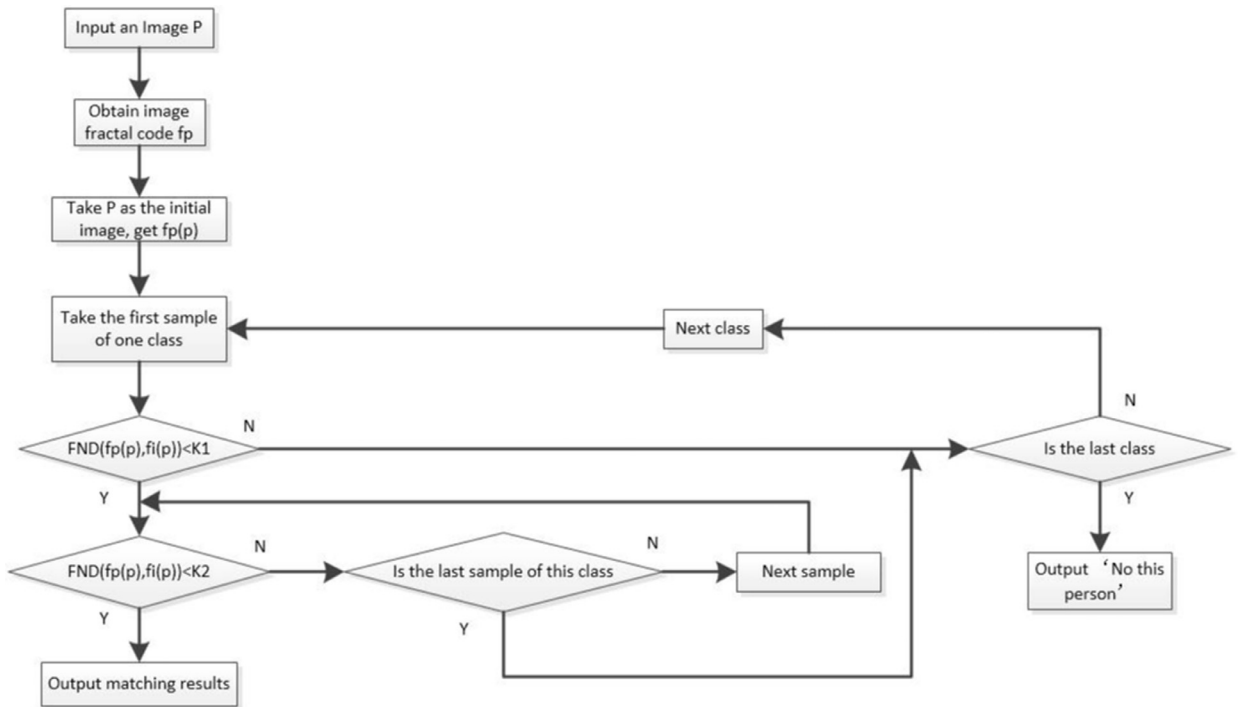 Input an Image P
Obtain image
fractal code fp
Take P as the initial
image, get fp(p)
Take the first sample
of one class
Next class
N
N
FND(fp(p),fi(p))<K1
Is the last class
Y
Y
N
N
FND(fp(p),fi(p))<K2
Is the last sample of this class
Next sample
Output ‘No this
person’
Y
Y
Output matching results